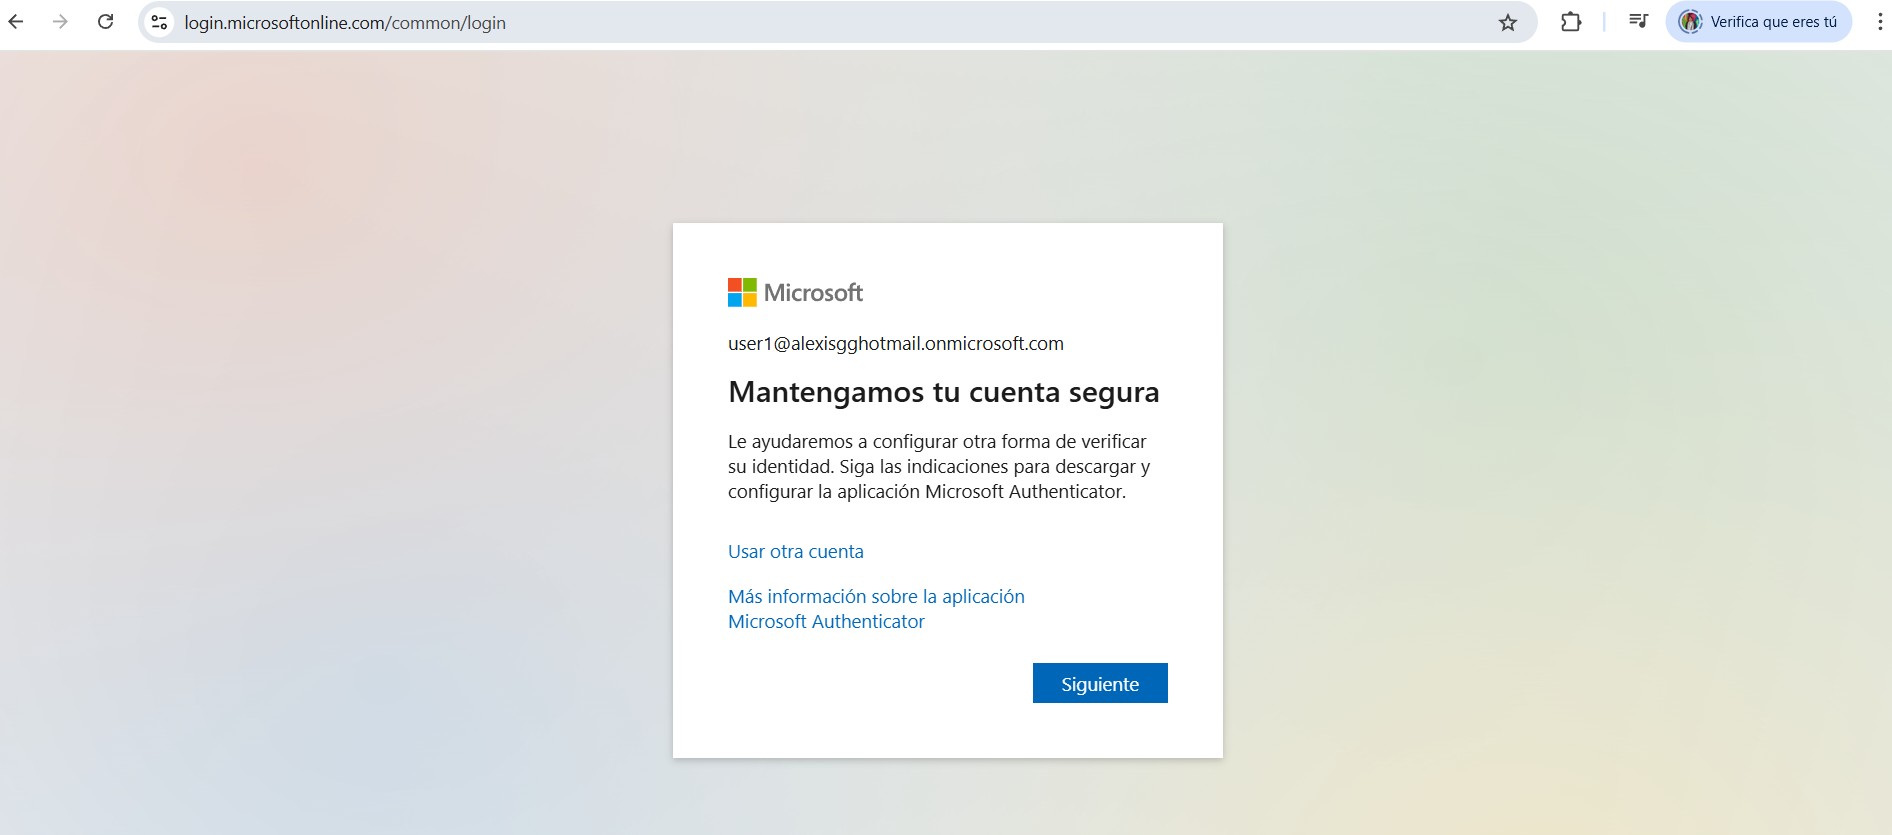 login.microsoftonline.com/common/login
Verifica que eres tú
Microsoft
user1@alexisgghotmail.onmicrosoft.com
Mantengamos tu cuenta segura
Le ayudaremos a configurar otra forma de verificar
su identidad. Siga las indicaciones para descargar y
configurar la aplicación Microsoft Authenticator.
Usar otra cuenta
Más información sobre la aplicación
Microsoft Authenticator
Siguiente